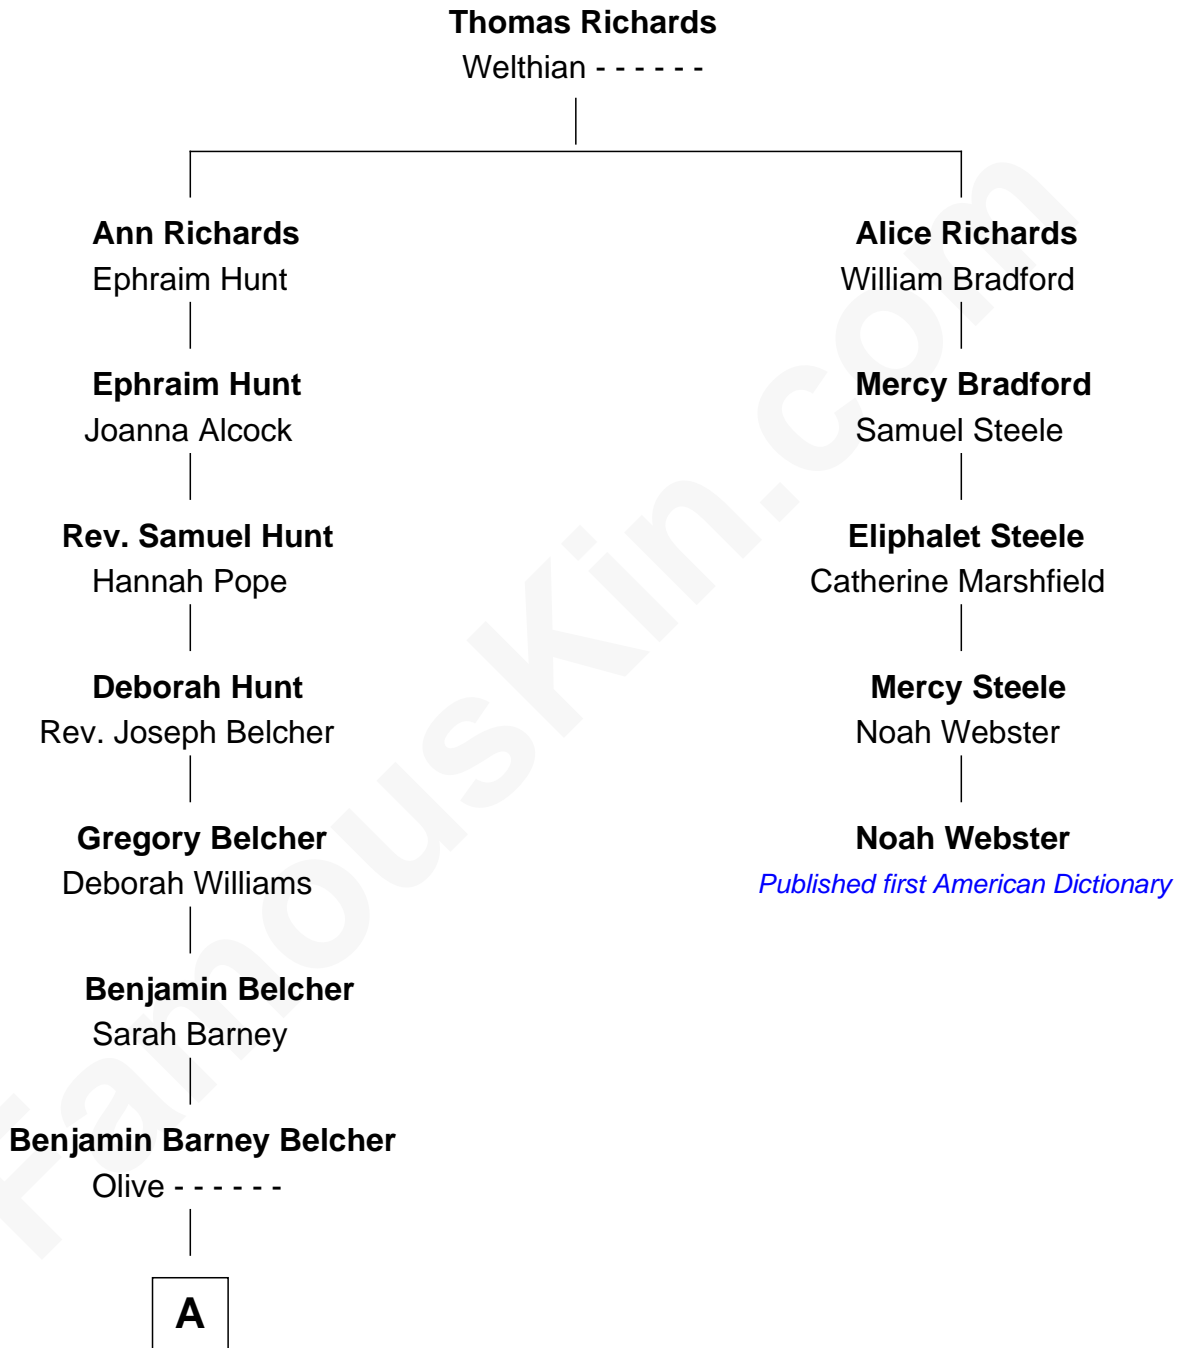 Thomas Richards
Welthian - - - - - -
Ann Richards
Ephraim Hunt
Alice Richards
William Bradford
Ephraim Hunt
Joanna Alcock
Mercy Bradford
Samuel Steele
Rev. Samuel Hunt
Hannah Pope
Eliphalet Steele
Catherine Marshfield
Deborah Hunt
Rev. Joseph Belcher
Mercy Steele
Noah Webster
Gregory Belcher
Deborah Williams
Noah Webster
Published first American Dictionary
Benjamin Belcher
Sarah Barney
Benjamin Barney Belcher
Olive - - - - - -
A
FamousKin.com